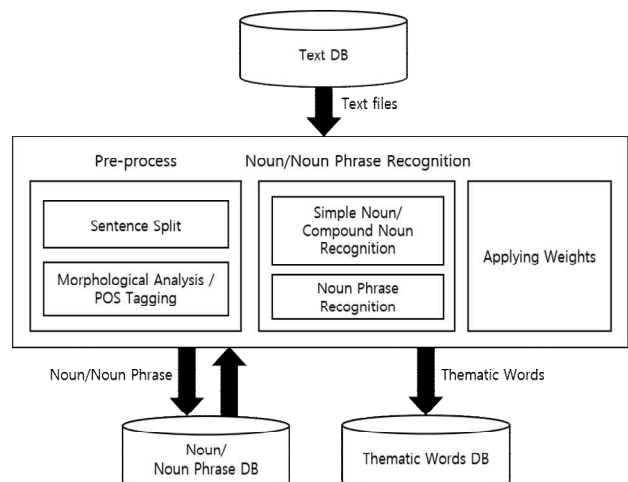 Text DB
Text files
Pre-process
Noun/Noun Phrase Recognition
Sentence Split
Morphological Analysis /
POS Tagging
Simple Noun/
Compound Noun
Recognition
Noun Phrase
Recognition
Applying Weights
Noun/Noun Phrase
Thematic Words
Noun/
Noun Phrase DB
Thematic Words DB